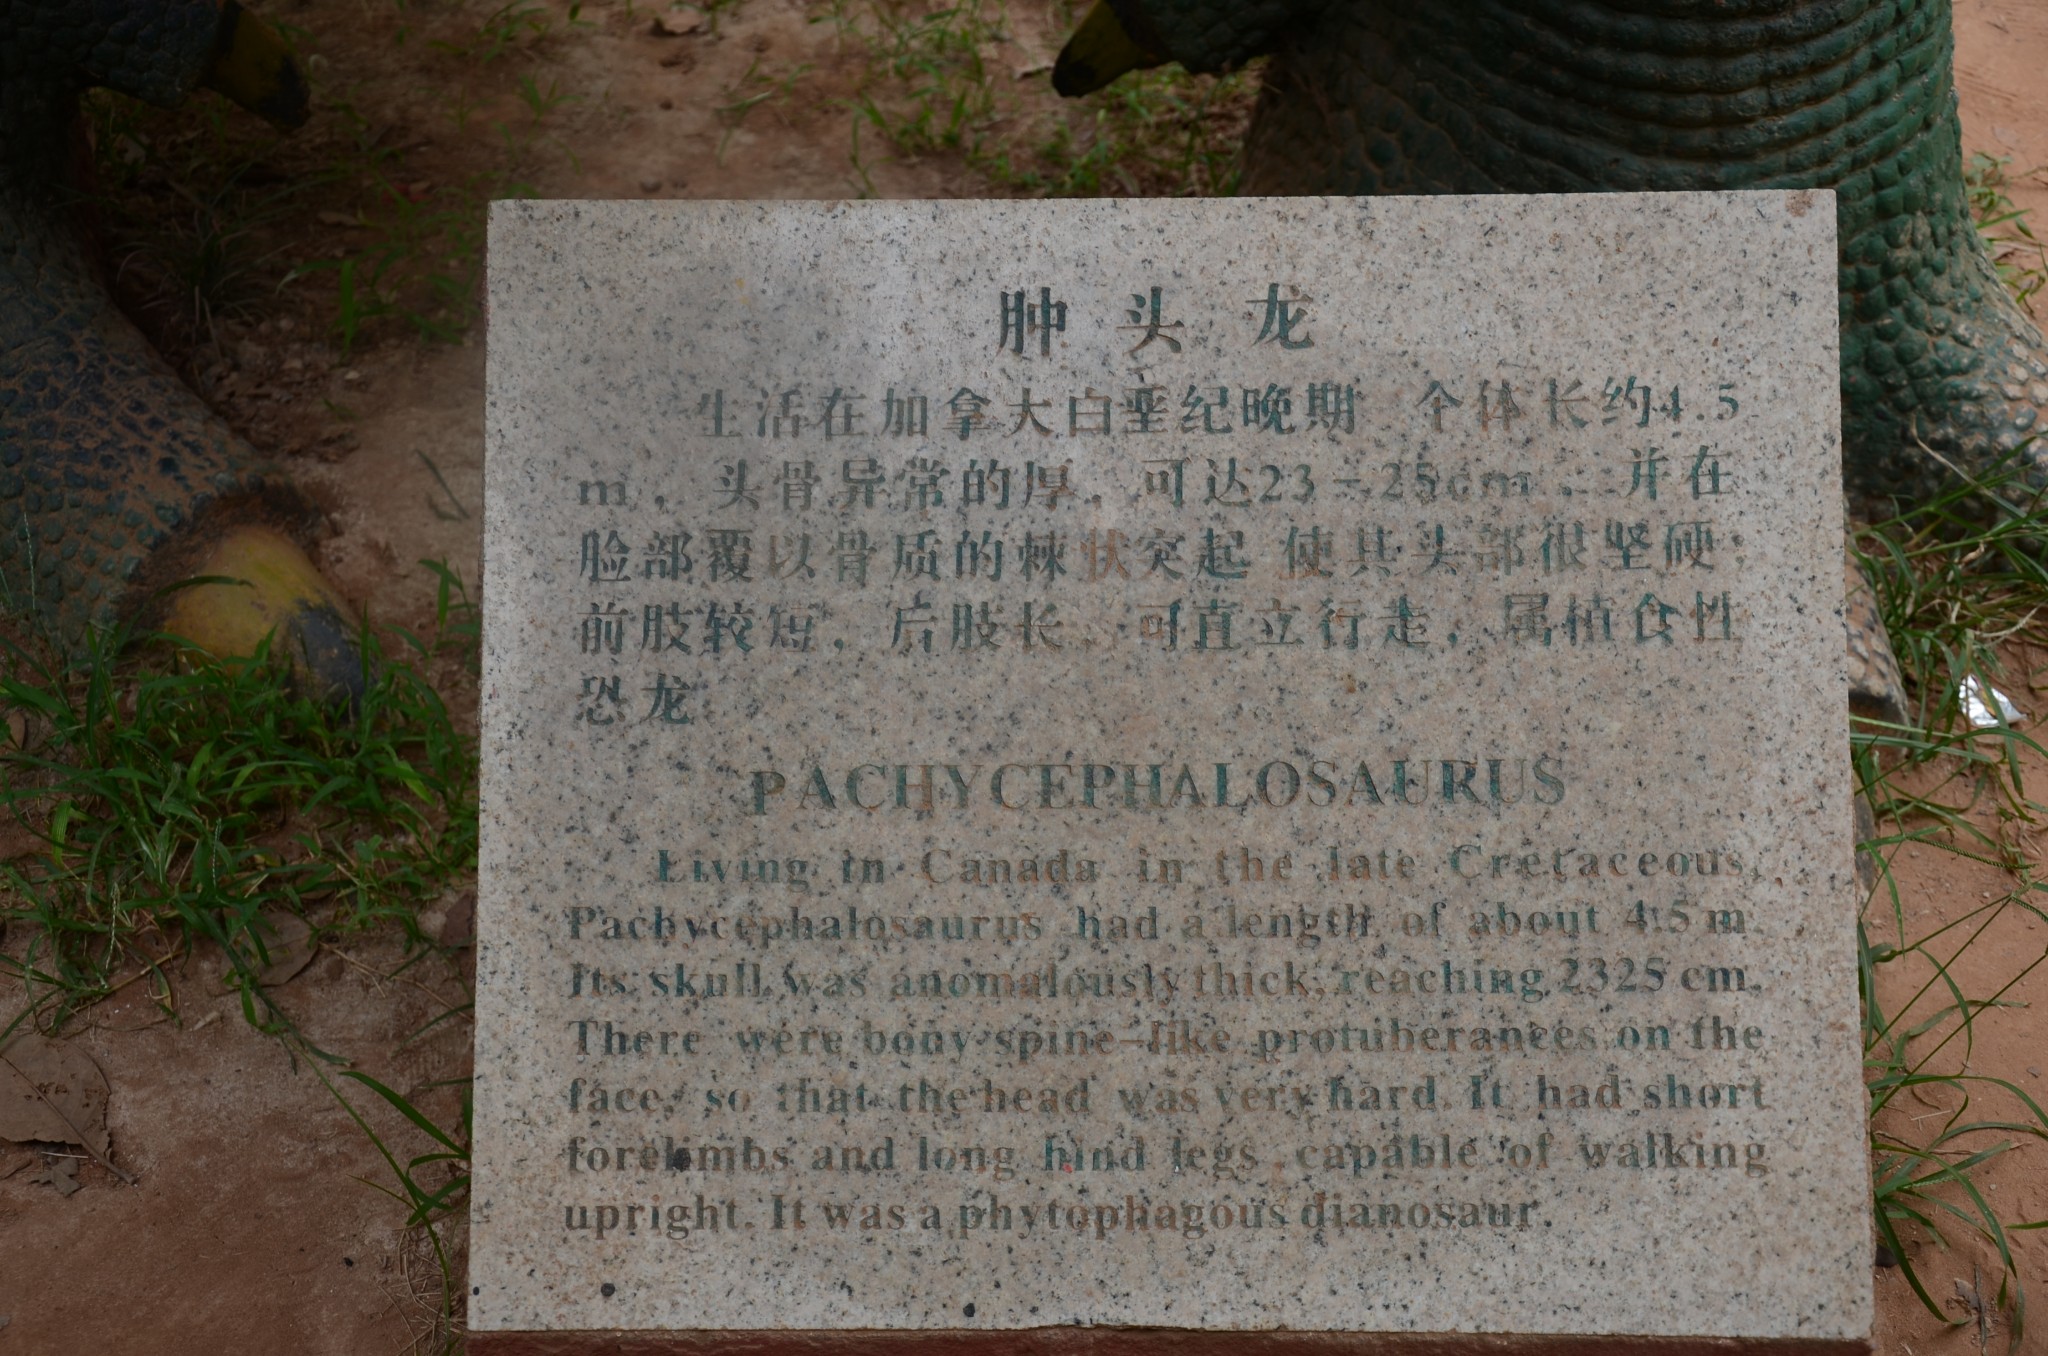 肿头龙
生活在加拿大白垩纪晚期 个体长约4.5
m，头骨异常的厚，可达23-25cm，并在
脸部覆以骨质的棘状突起 使其头部很坚硬；
前肢较短，后肢长，可直立行走，属植食性
恐龙
PACHYCEPHALOSAURUS
Living in Canada in the late Cretaceous,
Pachycephalosaurus had a length of about 4.5 m.
Its skull was anomalously thick, reaching 2325 cm.
There were bony spine-like protuberances on the
face, so that the head was very hard. It had short
forelimbs and long hind legs, capable of walking
upright. It was a phytophagous dianosaur.